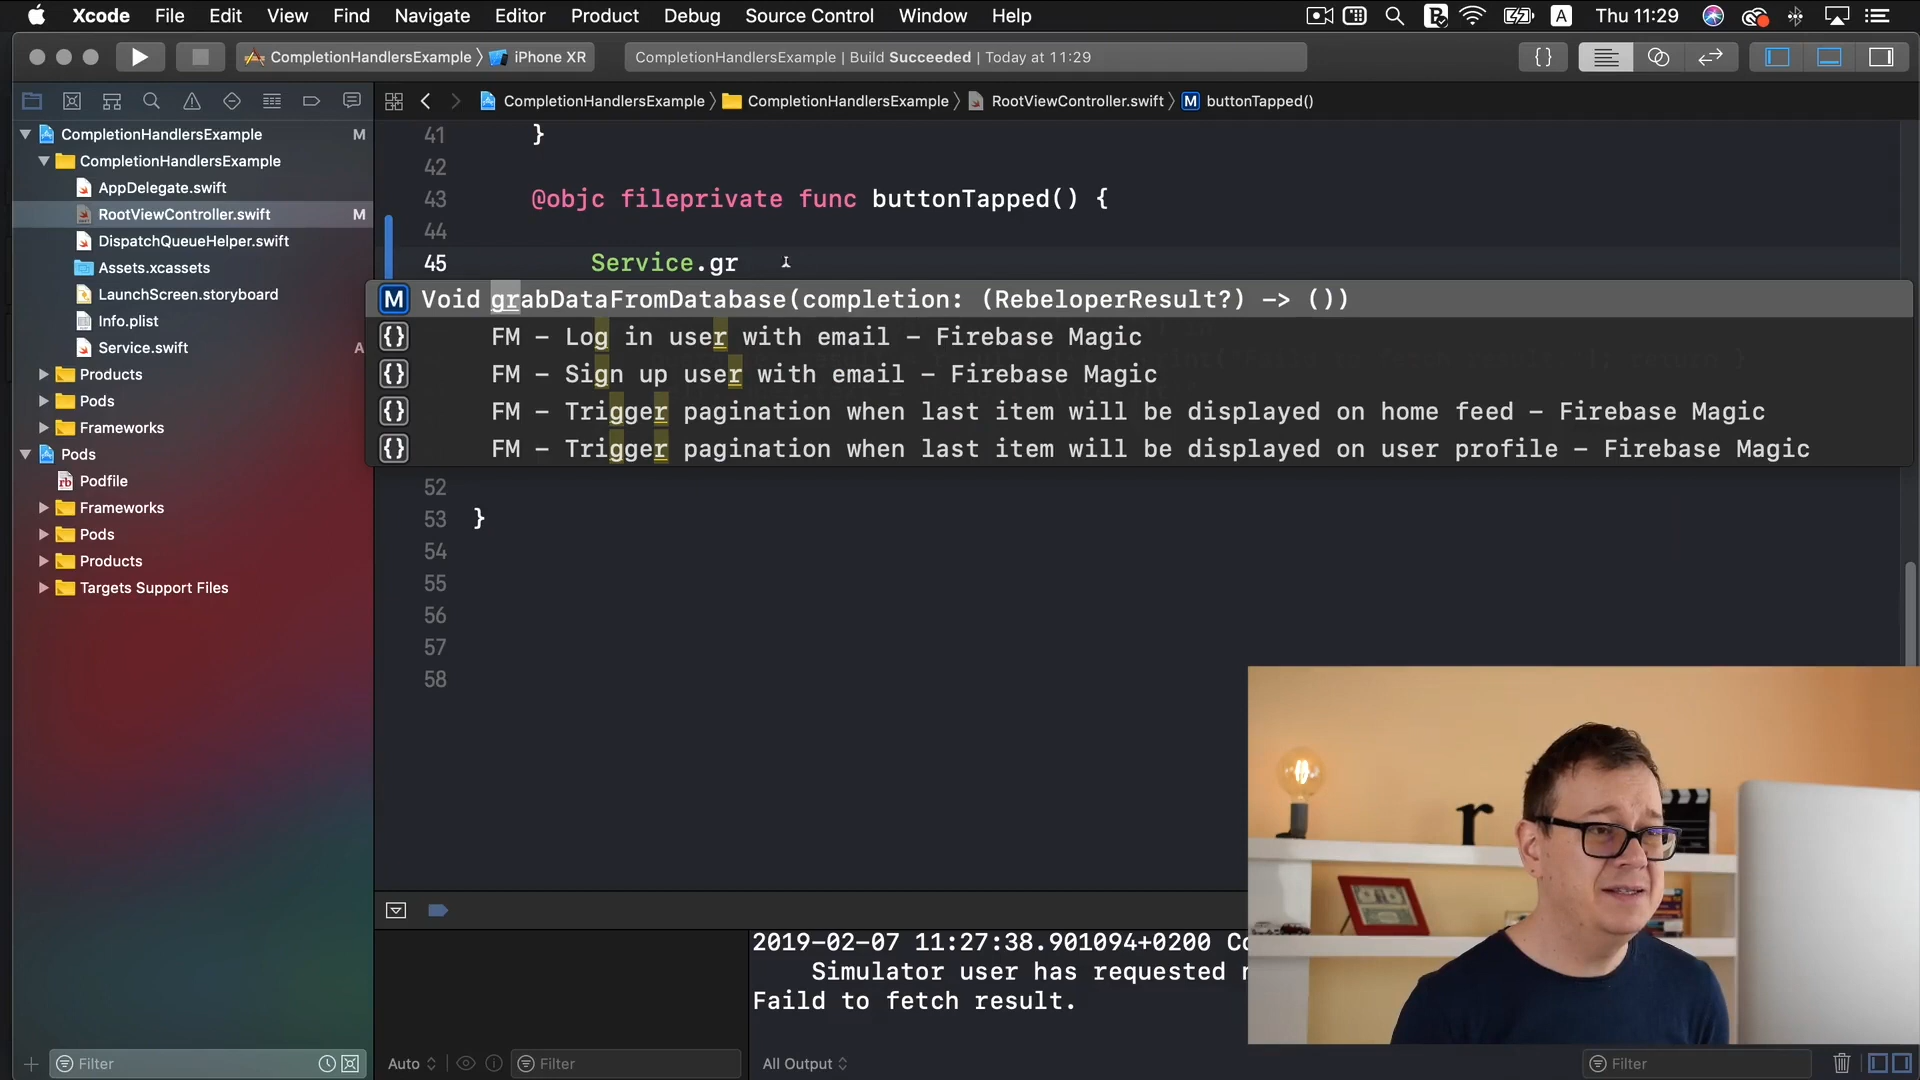 Xcode File Edit View Find Navigate Editor Product Debug Source Control Window Help A Thu 11:29
CompletionHandlersExample iPhone XR
CompletionHandlersExample | Build Succeeded | Today at 11:29
CompletionHandlersExample CompletionHandlersExample RootViewController.swift M buttonTapped()
CompletionHandlersExample M
CompletionHandlersExample
AppDelegate.swift
RootViewController.swift M
DispatchQueueHelper.swift
Assets.xcassets
LaunchScreen.storyboard
Info.plist
Service.swift A
Products
Pods
Frameworks
Pods
Podfile
Frameworks
Pods
Products
Targets Support Files
Filter
41 }
42
43 @objc fileprivate func buttonTapped() {
44
45 Service.gr
M Void grabDataFromDatabase(completion: (RebeloperResult?) -> ())
{} FM – Log in user with email – Firebase Magic
{} FM – Sign up user with email – Firebase Magic
{} FM – Trigger pagination when last item will be displayed on home feed – Firebase Magic
{} FM – Trigger pagination when last item will be displayed on user profile – Firebase Magic
52
53 }
54
55
56
57
58
2019-02-07 11:27:38.901094+0200 Co
Simulator user has requested
Faild to fetch result.
Auto Filter All Output Filter
r